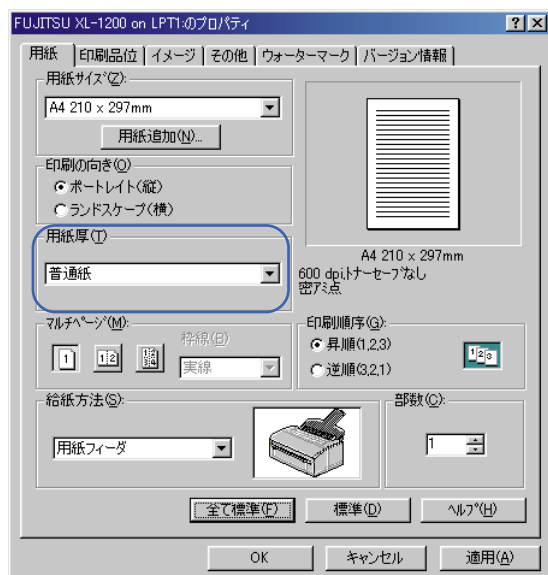 FUJITSU XL-1200 on LPT1:のプロパティ
用紙 印刷品位 イメージ その他 ウォーターマーク バージョン情報
用紙サイズ(Z):
A4 210 x 297mm
用紙追加(N)...
印刷の向き(O)
ポートレイト(縦)
ランドスケープ(横)
用紙厚(T)
普通紙
A4 210 x 297mm
600 dpi,トナーセーブなし
密アミ点
マルチページ(M):
枠線(B)
実線
印刷順序(G):
昇順(1,2,3)
逆順(3,2,1)
給紙方法(S):
用紙フィーダ
部数(C):
1
全て標準(F) 標準(D) ヘルプ(H)
OK キャンセル 適用(A)